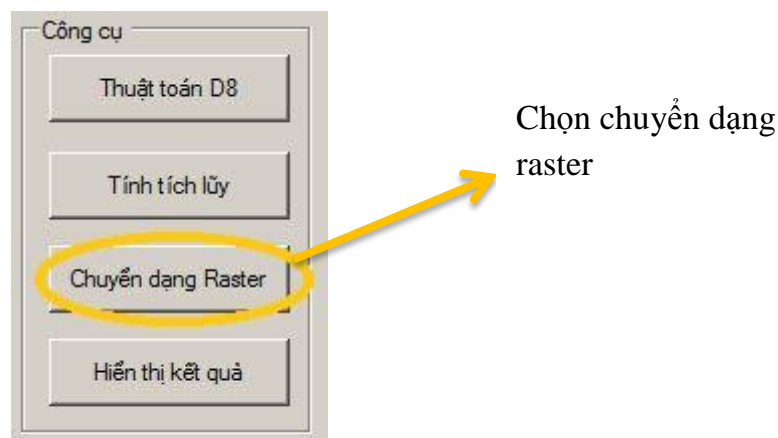 Công cụ
Thuật toán D8
Tính tích lũy
Chuyển dạng Raster
Hiển thị kết quả
Chọn chuyển dạng
raster